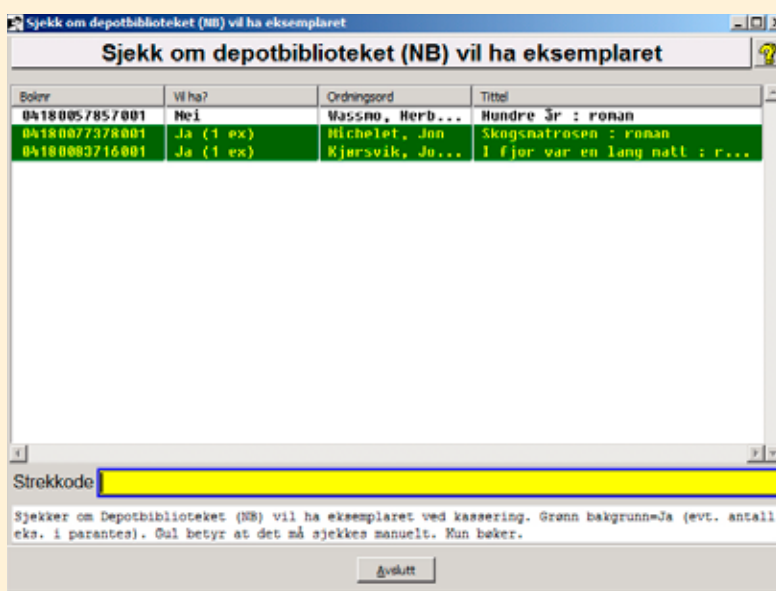 Sjekk om depotbiblioteket (NB) vil ha eksemplaret
Sjekk om depotbiblioteket (NB) vil ha eksemplaret
Boknr Vil ha? Ordningsord Tittel
04180057857001 Nei Wassmo, Herb... Hundre år : roman
04180077378001 Ja (1 ex) Michelet, Jon Skogsmatrosen : roman
04180083716001 Ja (1 ex) Kjørsvik, Jo... I fjor var en lang natt : r...
Strekkode
Sjekker om Depotbiblioteket (NB) vil ha eksemplaret ved kassering. Grønn bakgrunn=Ja (evt. antall
eks. i parantes). Gul betyr at det må sjekkes manuelt. Kun bøker.
Avslutt